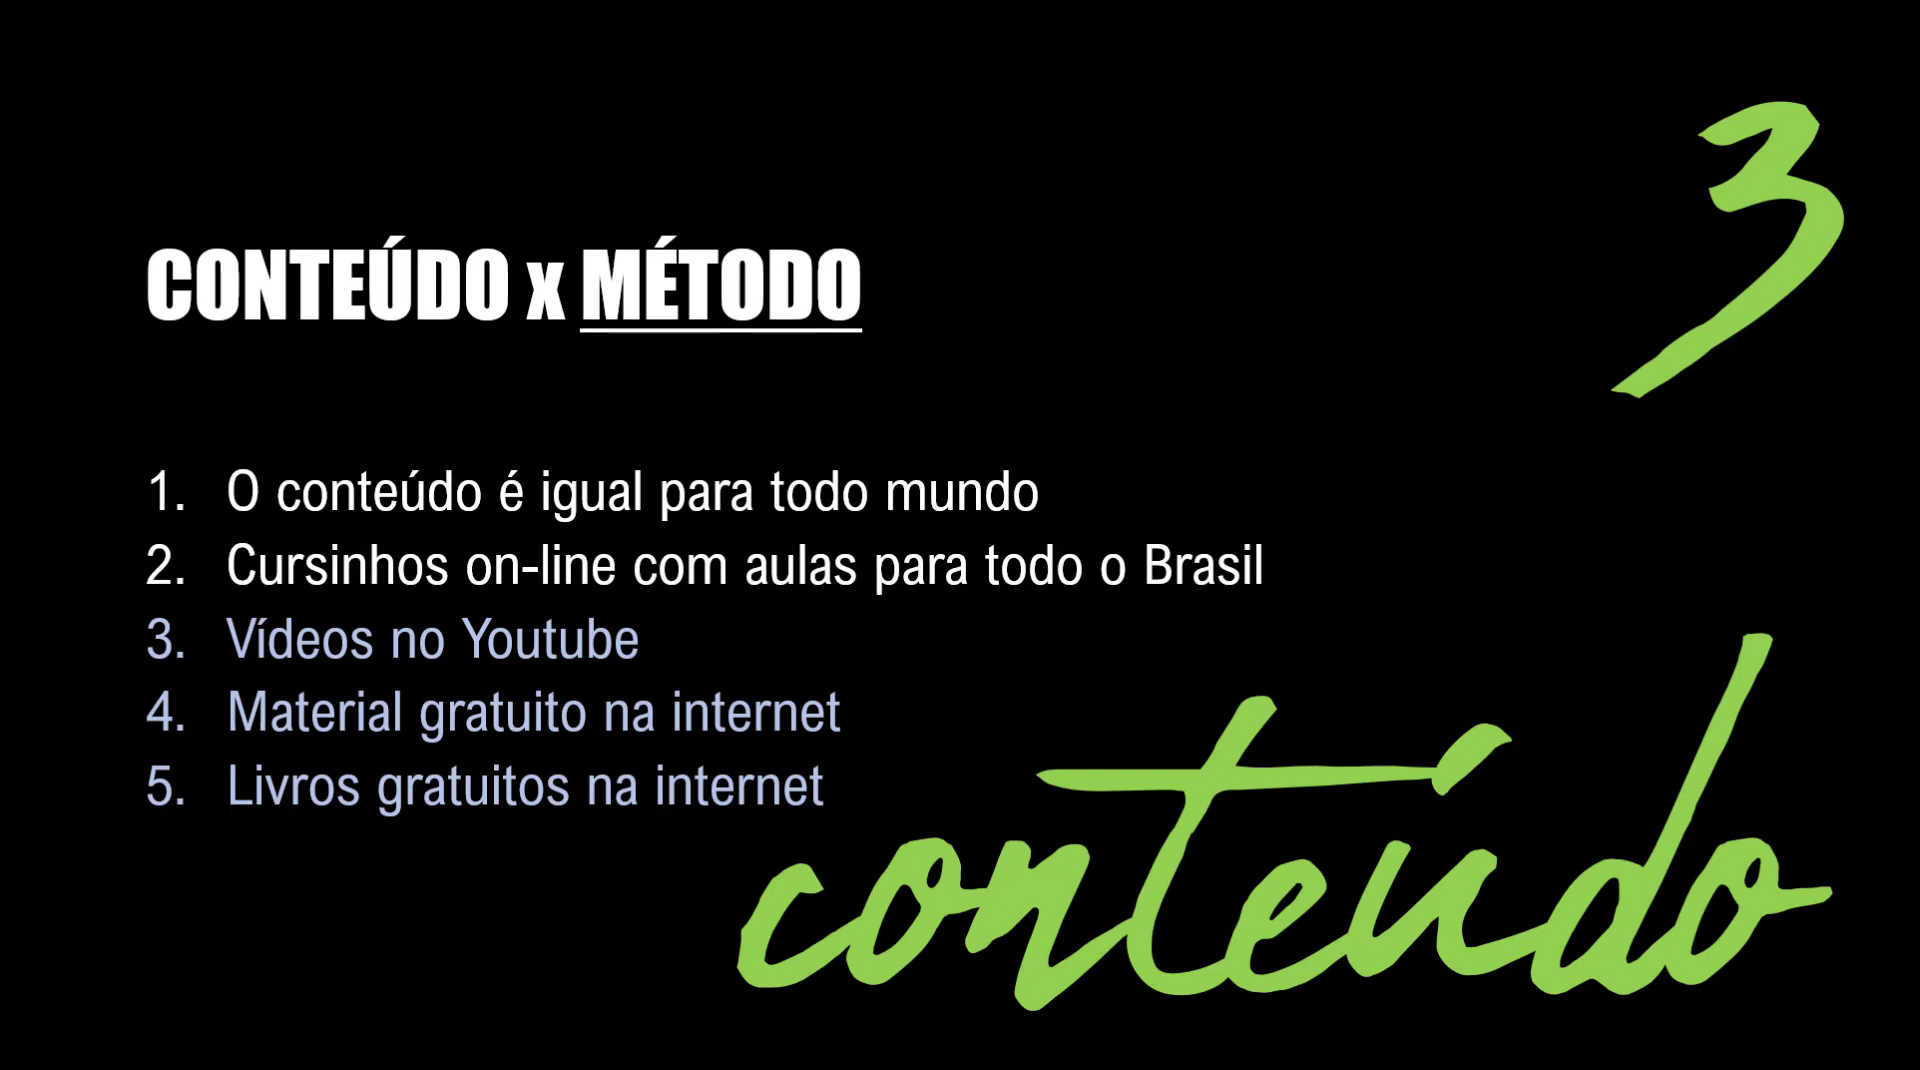 3
CONTEÚDO x MÉTODO
1. O conteúdo é igual para todo mundo
2. Cursinhos on-line com aulas para todo o Brasil
3. Vídeos no Youtube
4. Material gratuito na internet
5. Livros gratuitos na internet
conteúdo